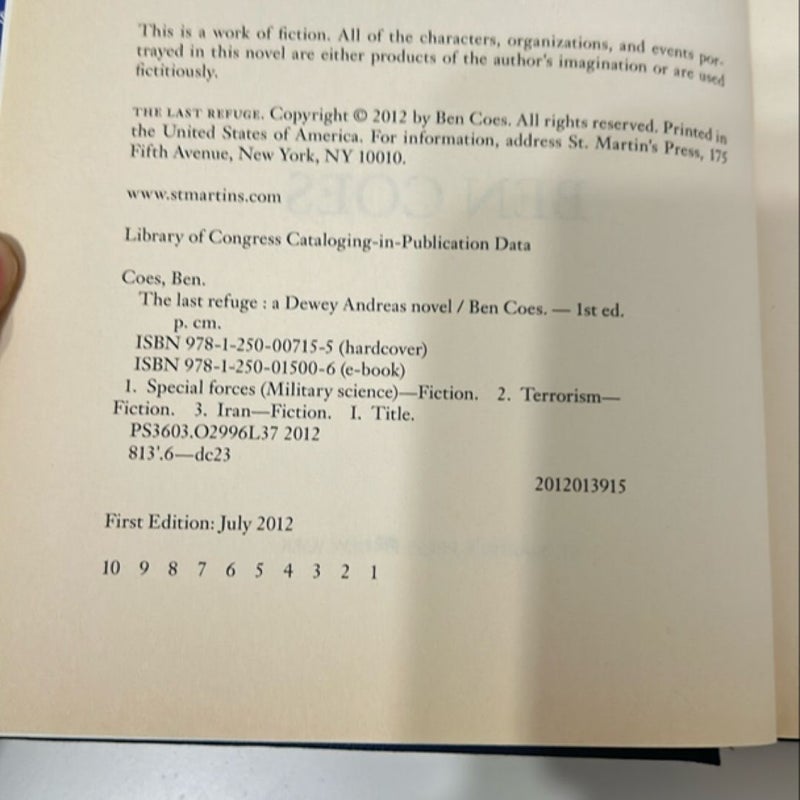 This is a work of fiction. All of the characters, organizations, and events por-
trayed in this novel are either products of the author's imagination or are used
fictitiously.
THE LAST REFUGE. Copyright © 2012 by Ben Coes. All rights reserved. Printed in
the United States of America. For information, address St. Martin's Press, 175
Fifth Avenue, New York, NY 10010.
www.stmartins.com
Library of Congress Cataloging-in-Publication Data
Coes, Ben.
The last refuge : a Dewey Andreas novel / Ben Coes. — 1st ed.
p. cm.
ISBN 978-1-250-00715-5 (hardcover)
ISBN 978-1-250-01500-6 (e-book)
1. Special forces (Military science)—Fiction. 2. Terrorism—
Fiction. 3. Iran—Fiction. I. Title.
PS3603.O2996L37 2012
813'.6—dc23
2012013915
First Edition: July 2012
10 9 8 7 6 5 4 3 2 1
BEN COES